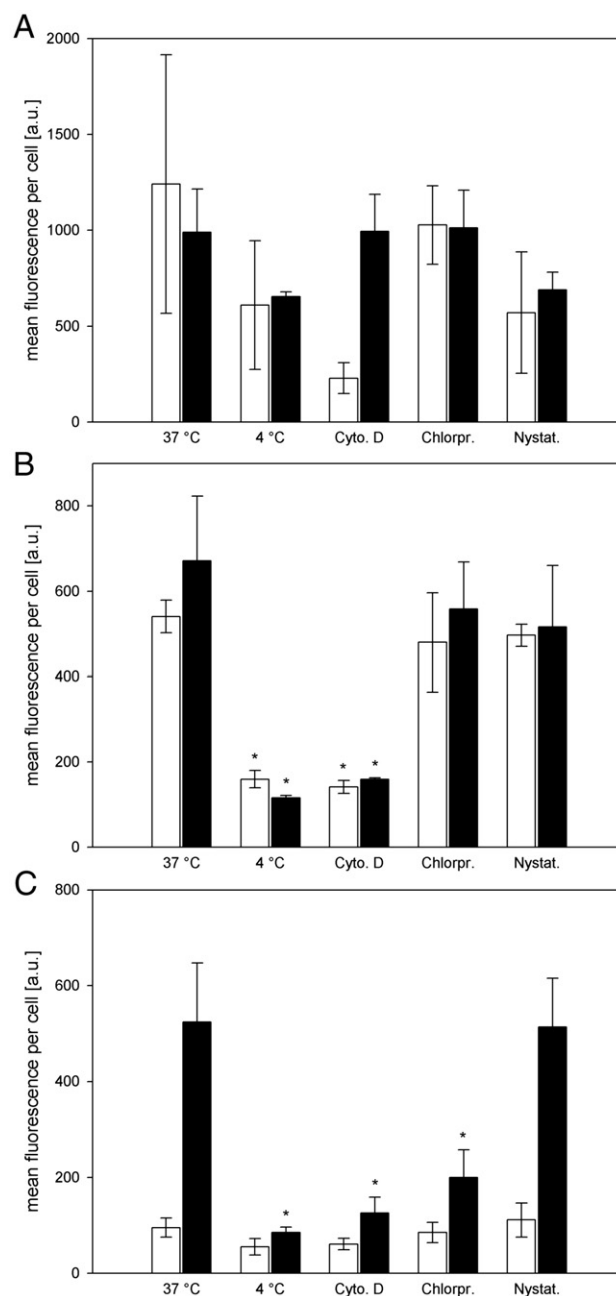 A
mean fluorescence per cell [a.u.]
2000
1500
1000
500
0
37 °C 4 °C Cyto. D Chlorpr. Nystat.
B
mean fluorescence per cell [a.u.]
800
600
400
200
0
* * * *
37 °C 4 °C Cyto. D Chlorpr. Nystat.
C
mean fluorescence per cell [a.u.]
800
600
400
200
0
* * *
37 °C 4 °C Cyto. D Chlorpr. Nystat.